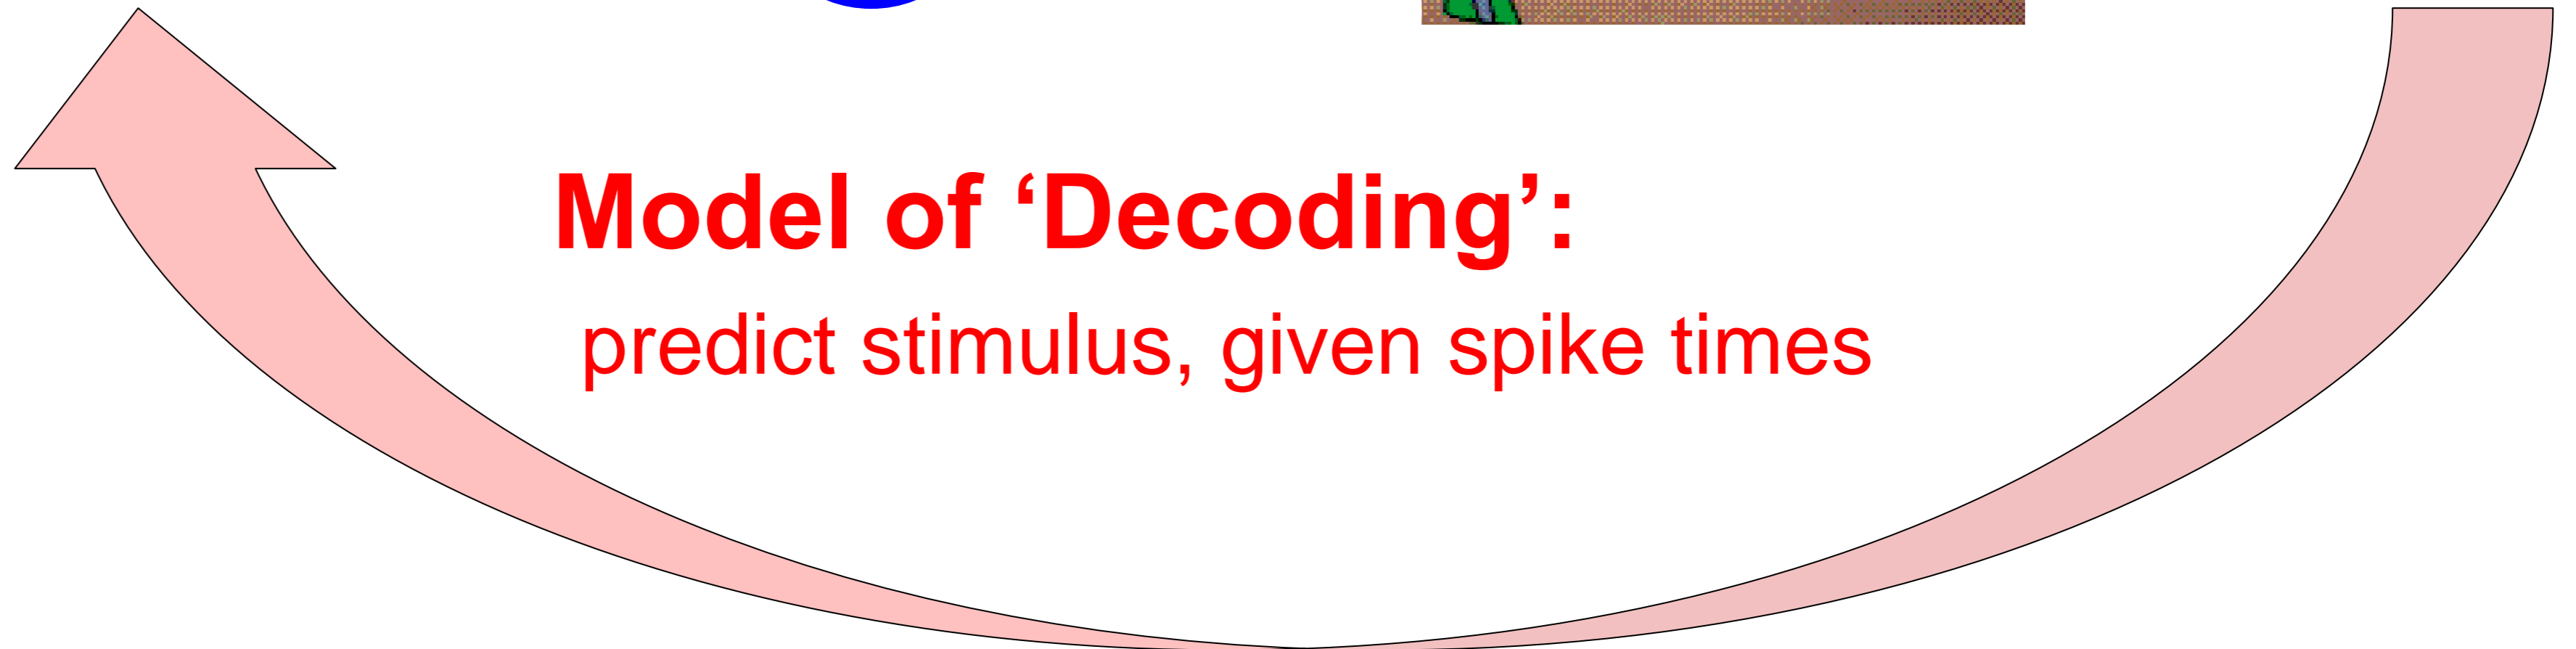 Model of ‘Decoding’:
predict stimulus, given spike times